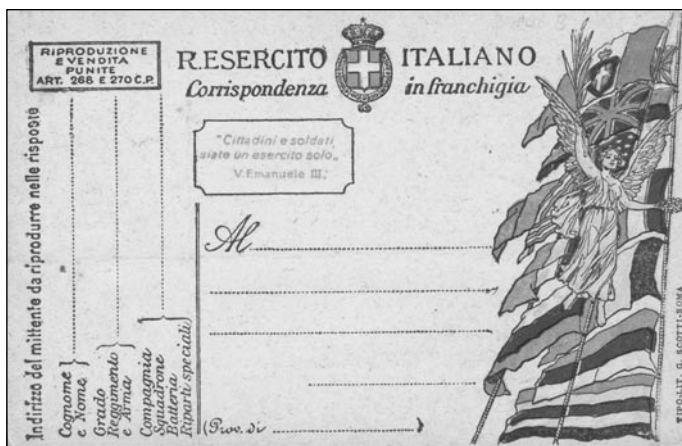 RIPRODUZIONE
E VENDITA
PUNITE
ART. 268 E 270 C.P.
R. ESERCITO ITALIANO
Corrispondenza in franchigia
"Cittadini e soldati
siate un esercito solo„
V. Emanuele III.
Al
(Prov. di )
Indirizzo del mittente da riprodurre nelle risposte
Cognome
e Nome
Grado
Reggimento
e Arma
Compagnia
Squadrone
Batteria
Riparti speciali
TIPO-LIT. G. SCOTTI-ROMA